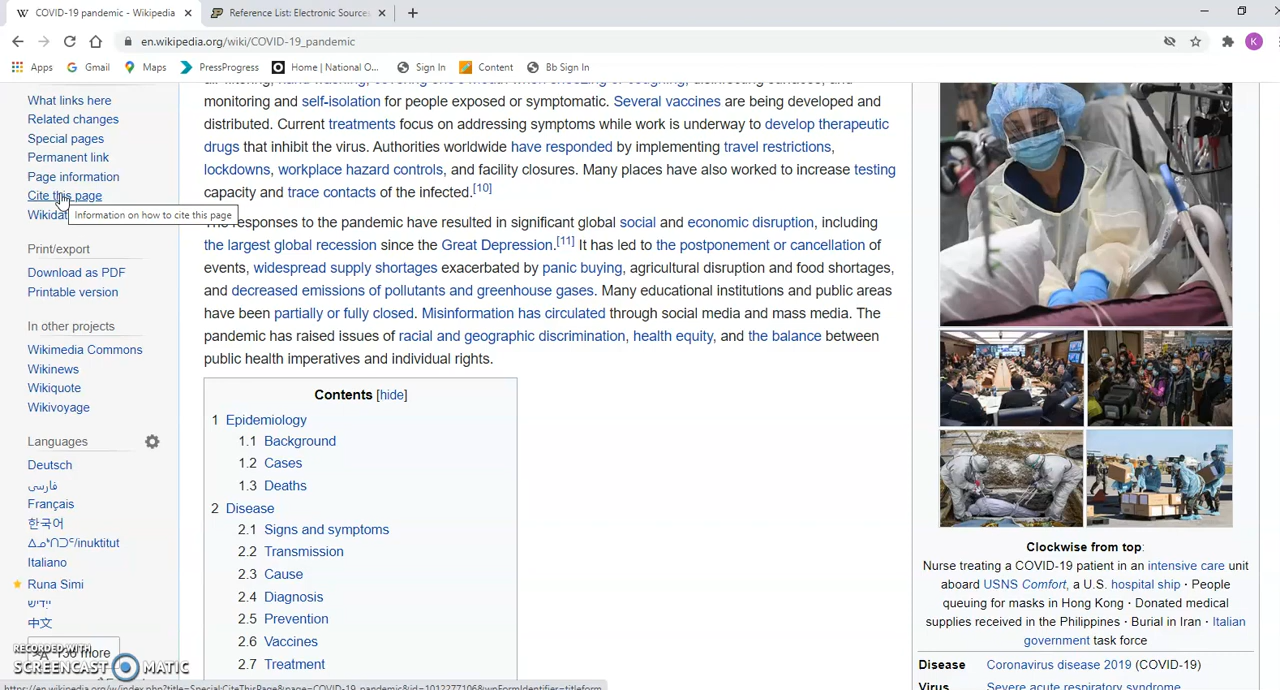 COVID-19 pandemic - Wikipedia
Reference List: Electronic Source
en.wikipedia.org/wiki/COVID-19_pandemic
K
Apps
Gmail
Maps
PressProgress
Home | National O...
Sign In
Content
Bb Sign In
What links here
Related changes
Special pages
Permanent link
Page information
Cite this page
Information on how to cite this page
Print/export
Download as PDF
Printable version
In other projects
Wikimedia Commons
Wikinews
Wikiquote
Wikivoyage
Languages
Deutsch
فارسی
Français
한국어
ᐃᓄᒃᑎᑐᑦ/inuktitut
Italiano
Runa Simi
ייִדיש
中文
more
RECORDED WITH
SCREENCAST MATIC
monitoring and self-isolation for people exposed or symptomatic. Several vaccines are being developed and
distributed. Current treatments focus on addressing symptoms while work is underway to develop therapeutic
drugs that inhibit the virus. Authorities worldwide have responded by implementing travel restrictions,
lockdowns, workplace hazard controls, and facility closures. Many places have also worked to increase testing
capacity and trace contacts of the infected.[10]
responses to the pandemic have resulted in significant global social and economic disruption, including
the largest global recession since the Great Depression.[11] It has led to the postponement or cancellation of
events, widespread supply shortages exacerbated by panic buying, agricultural disruption and food shortages,
and decreased emissions of pollutants and greenhouse gases. Many educational institutions and public areas
have been partially or fully closed. Misinformation has circulated through social media and mass media. The
pandemic has raised issues of racial and geographic discrimination, health equity, and the balance between
public health imperatives and individual rights.
Contents [hide]
1 Epidemiology
1.1 Background
1.2 Cases
1.3 Deaths
2 Disease
2.1 Signs and symptoms
2.2 Transmission
2.3 Cause
2.4 Diagnosis
2.5 Prevention
2.6 Vaccines
2.7 Treatment
Clockwise from top:
Nurse treating a COVID-19 patient in an intensive care unit
aboard USNS Comfort, a U.S. hospital ship · People
queuing for masks in Hong Kong · Donated medical
supplies received in the Philippines · Burial in Iran · Italian
government task force
Disease Coronavirus disease 2019 (COVID-19)
Virus Severe acute respiratory syndrome